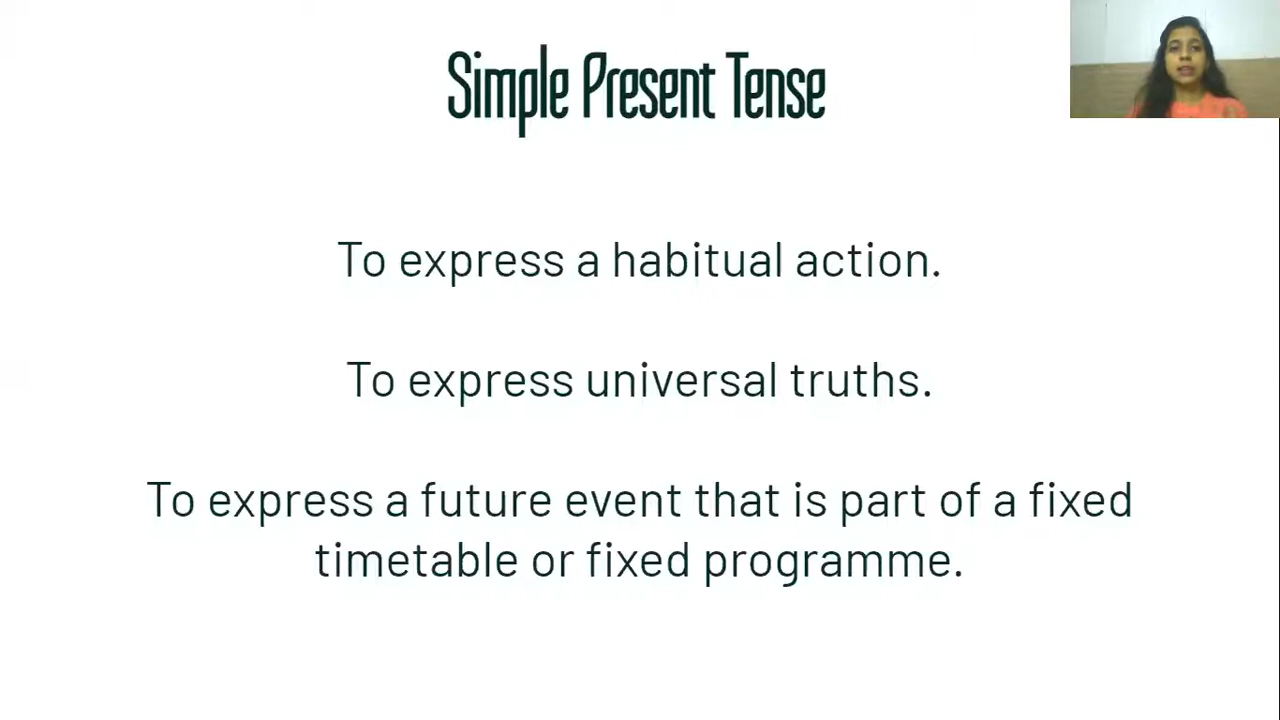 Simple Present Tense
To express a habitual action.
To express universal truths.
To express a future event that is part of a fixed
timetable or fixed programme.